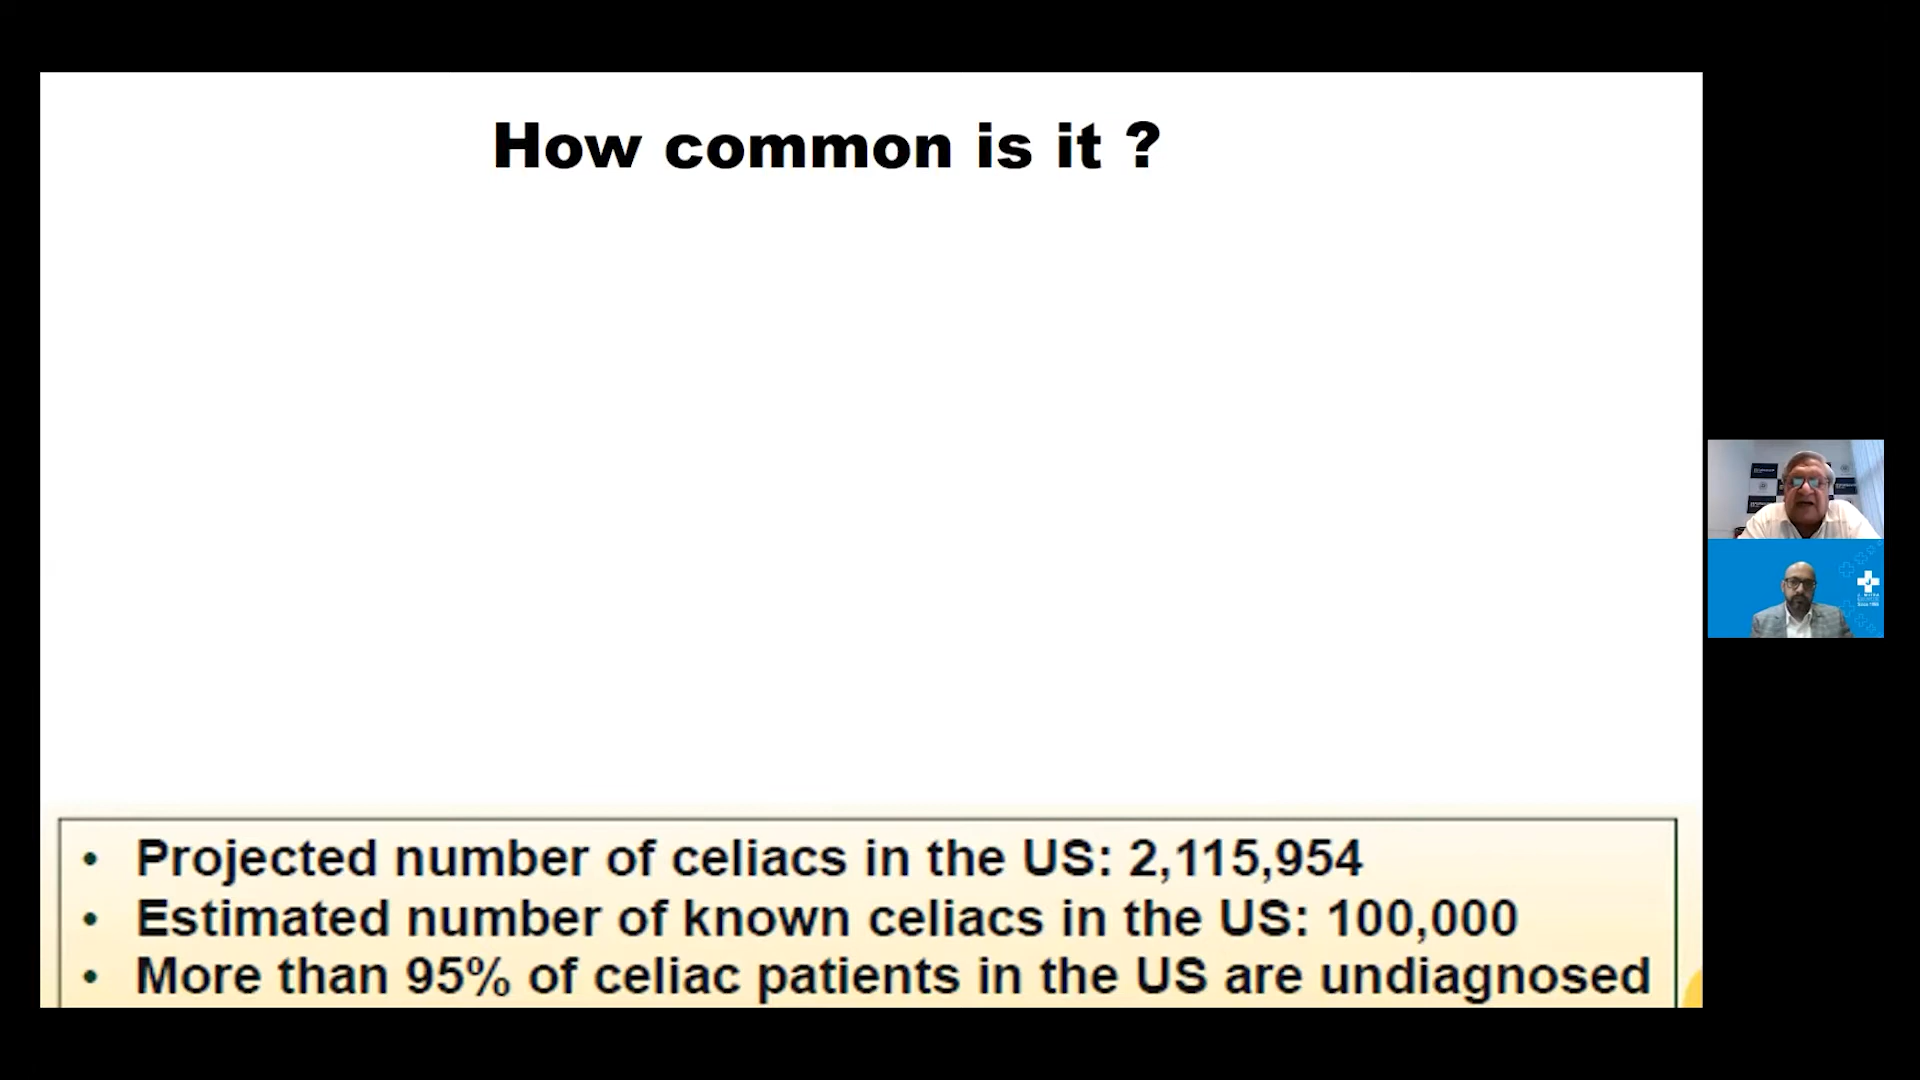 How common is it ?
• Projected number of celiacs in the US: 2,115,954
• Estimated number of known celiacs in the US: 100,000
• More than 95% of celiac patients in the US are undiagnosed